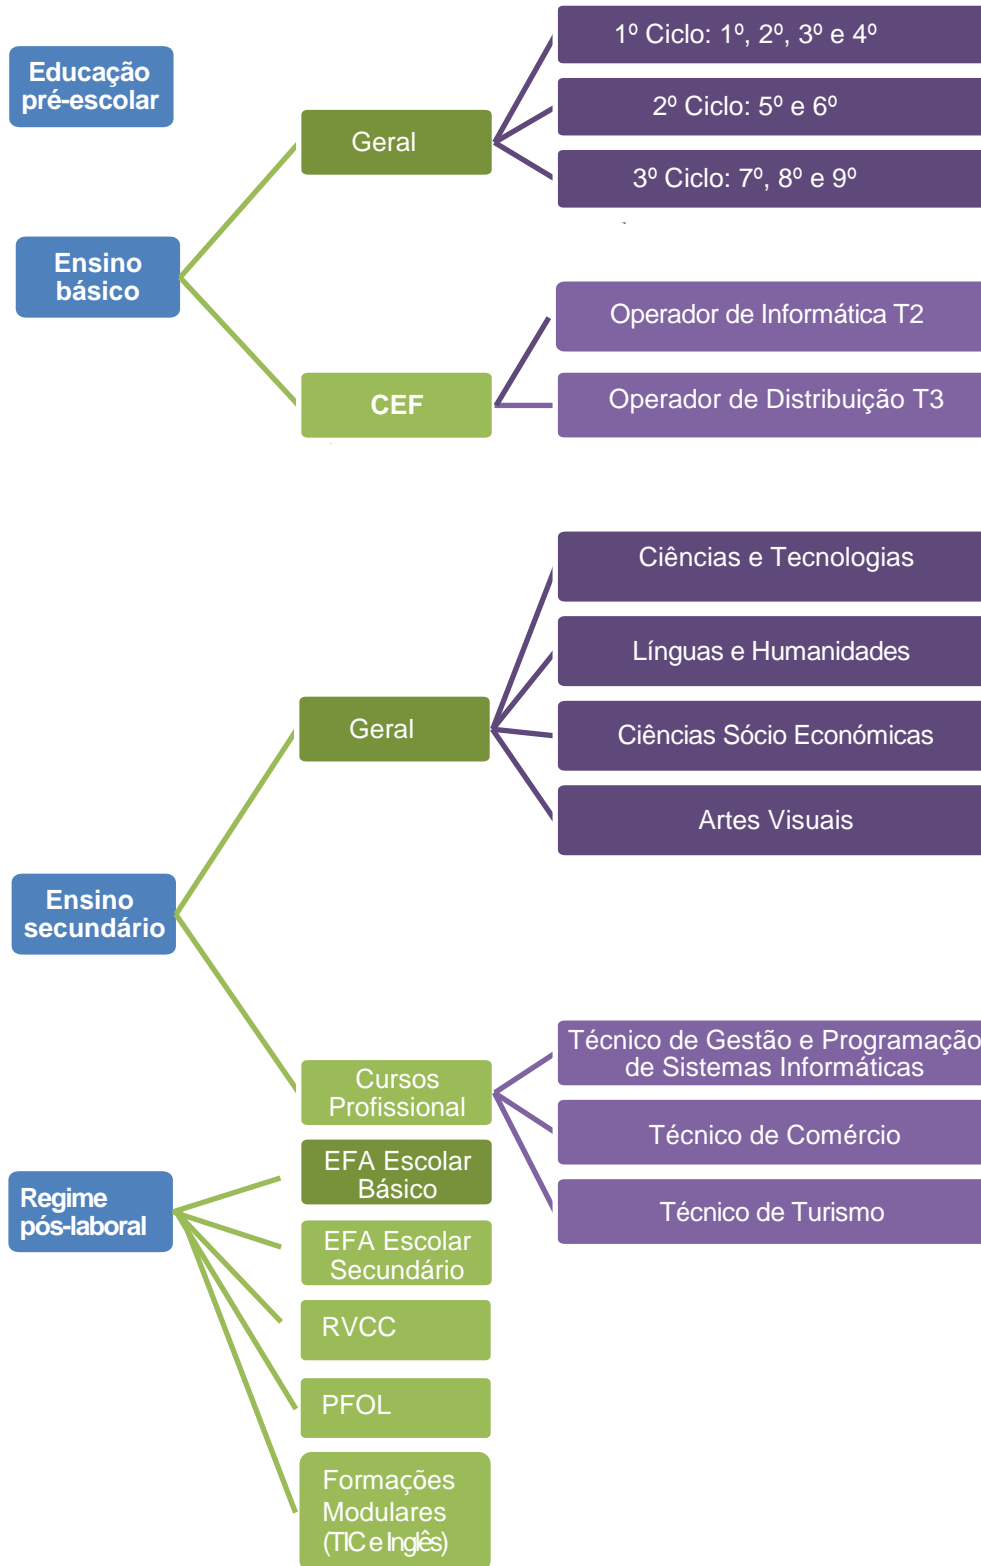 Educação
pré-escolar
Ensino
básico
Geral
1º Ciclo: 1º, 2º, 3º e 4º
2º Ciclo: 5º e 6º
3º Ciclo: 7º, 8º e 9º
CEF
Operador de Informática T2
Operador de Distribuição T3
Ensino
secundário
Geral
Ciências e Tecnologias
Línguas e Humanidades
Ciências Sócio Económicas
Artes Visuais
Cursos
Profissional
Técnico de Gestão e Programação
de Sistemas Informáticas
Técnico de Comércio
Técnico de Turismo
Regime
pós-laboral
EFA Escolar
Básico
EFA Escolar
Secundário
RVCC
PFOL
Formações
Modulares
(TIC e Inglês)